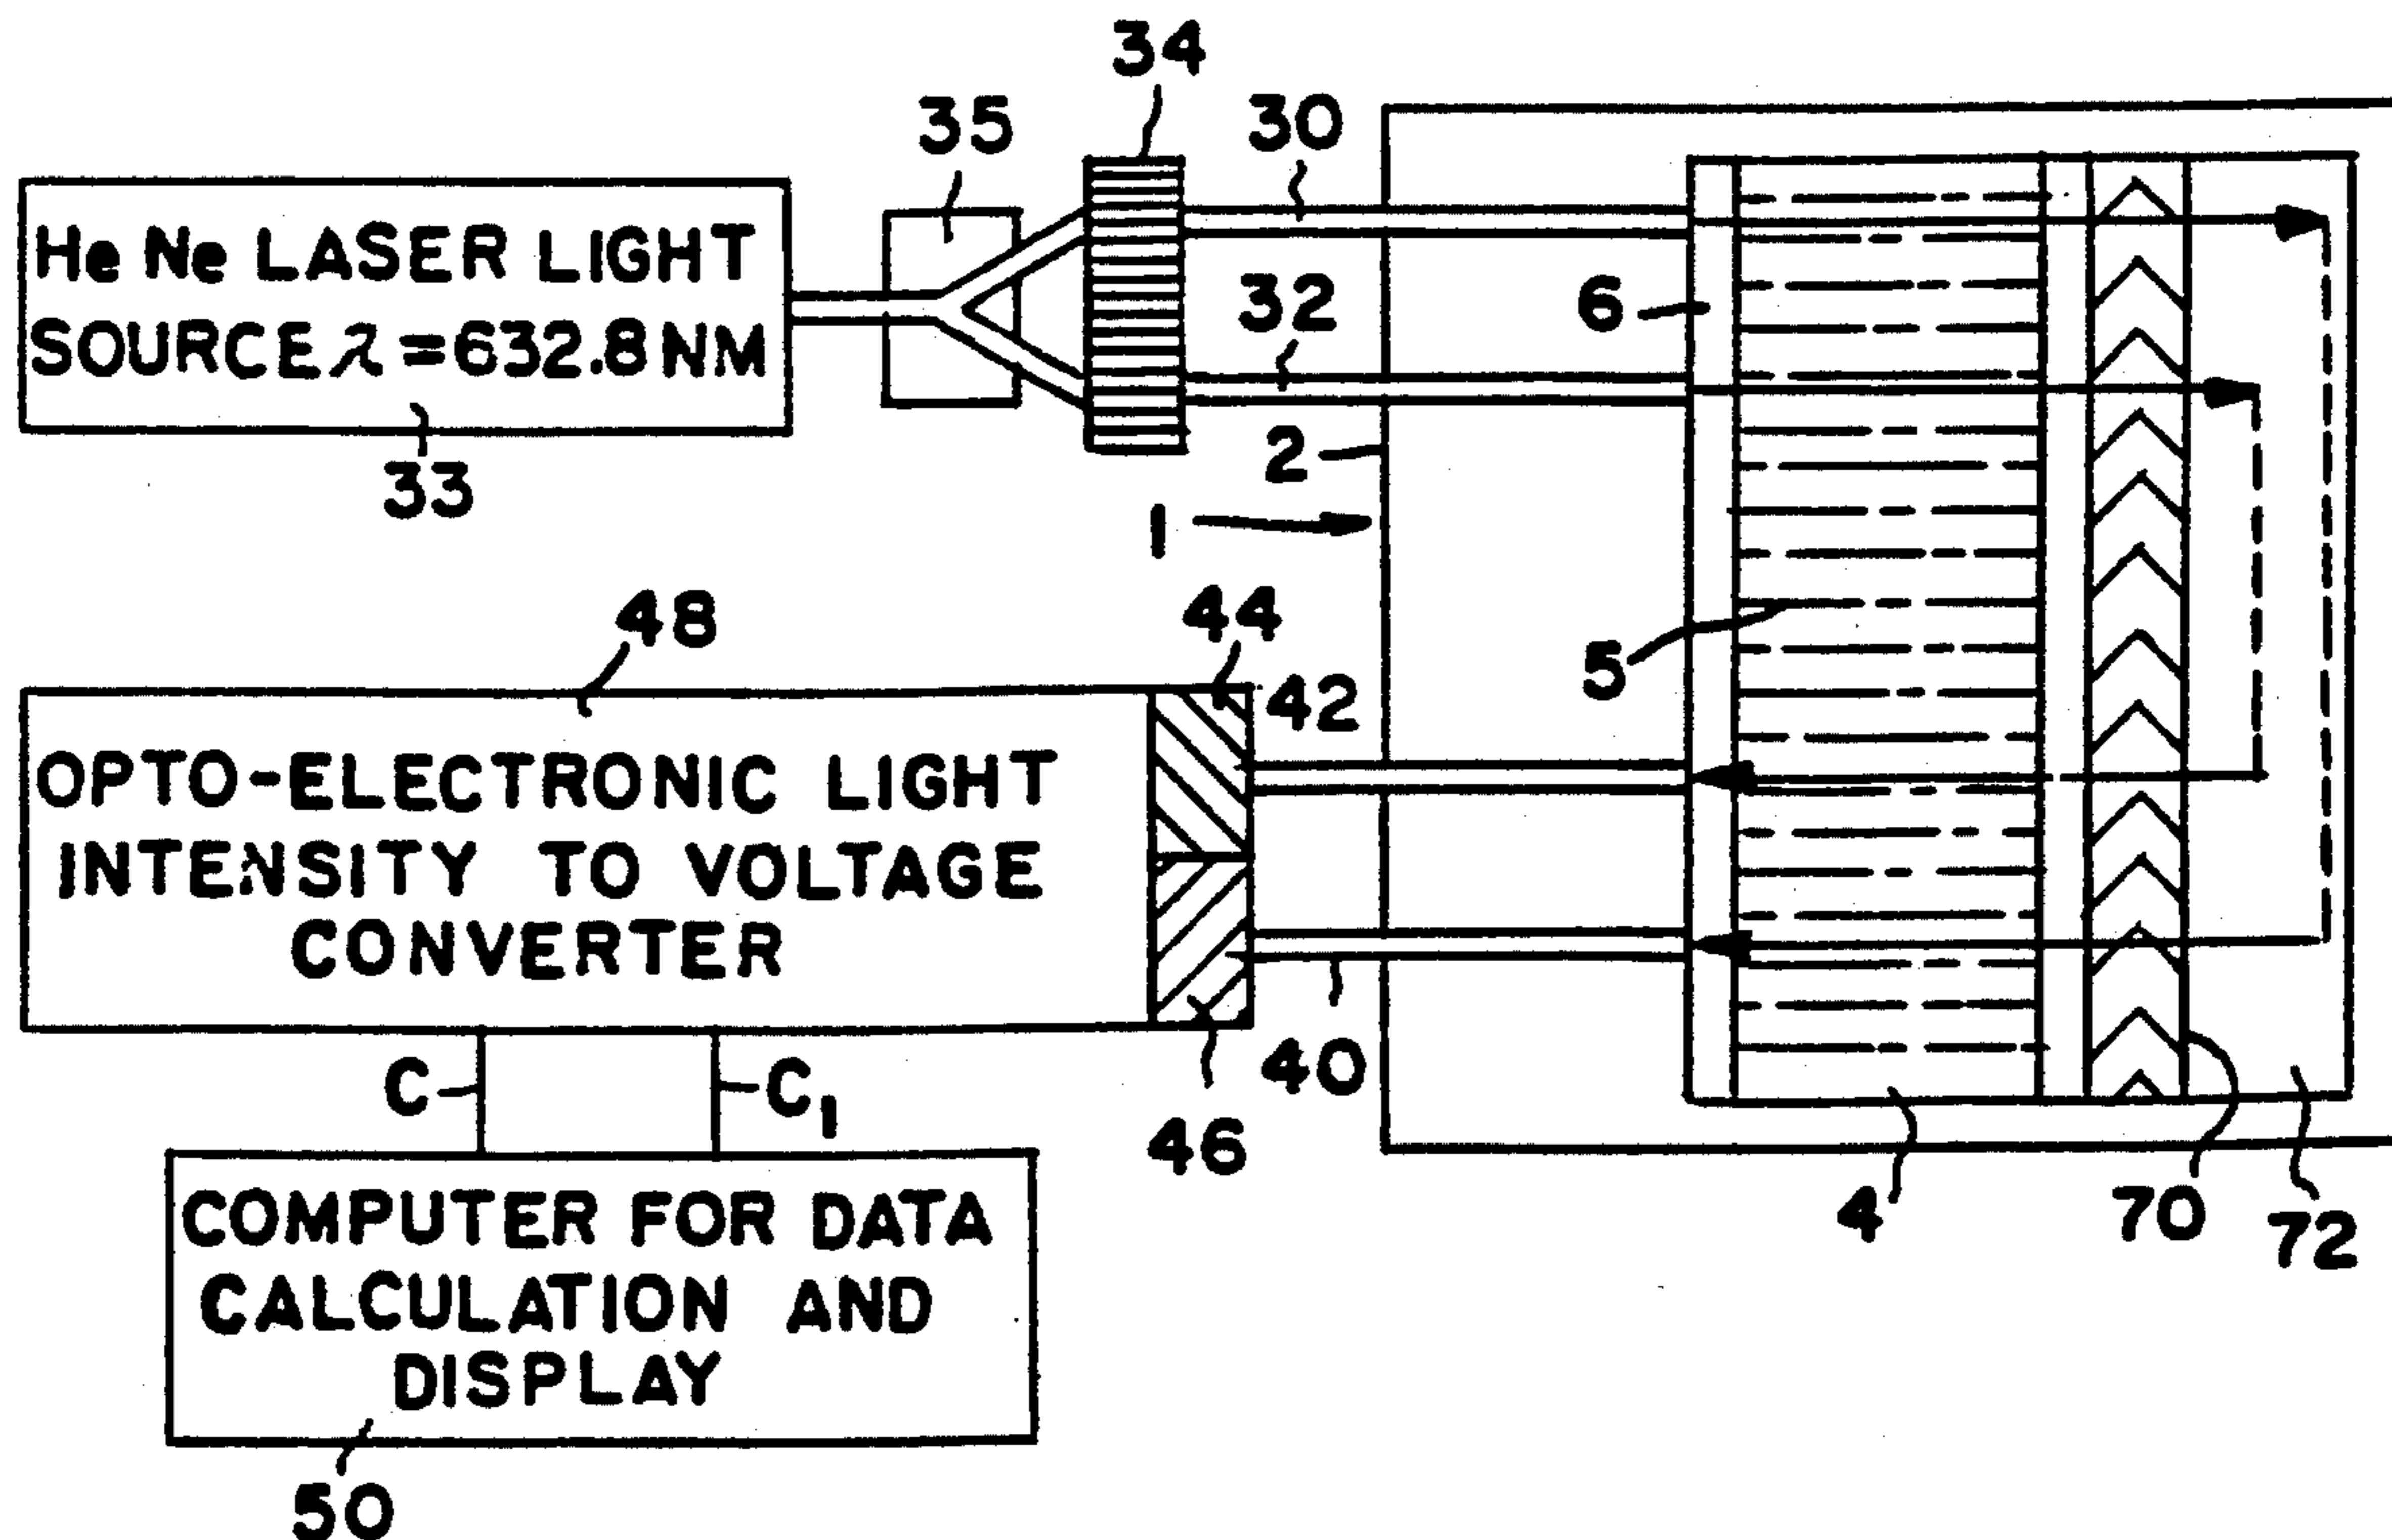 34
35
30
He Ne LASER LIGHT
SOURCE λ = 632.8 NM
33
32
6
2
1
48
44
42
5
OPTO-ELECTRONIC LIGHT
INTENSITY TO VOLTAGE
CONVERTER
C
C1
40
46
4
70
72
COMPUTER FOR DATA
CALCULATION AND
DISPLAY
50